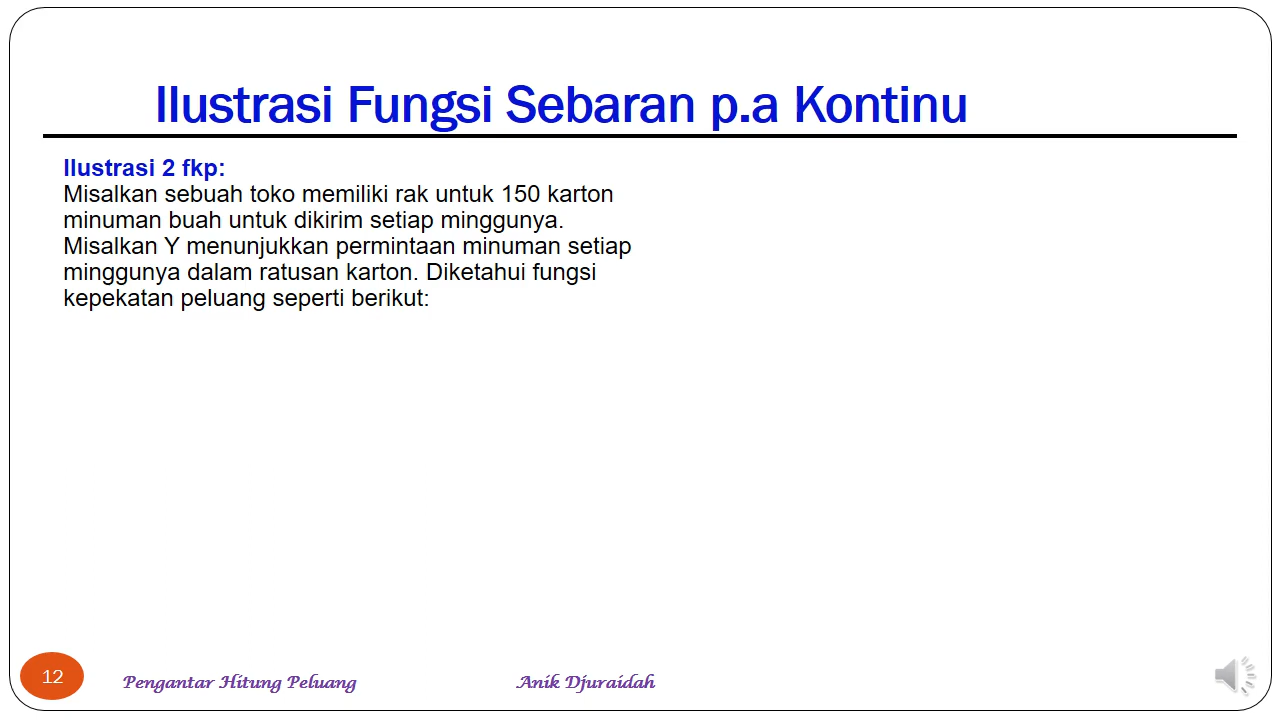 Ilustrasi Fungsi Sebaran p.a Kontinu
Ilustrasi 2 fkp:
Misalkan sebuah toko memiliki rak untuk 150 karton
minuman buah untuk dikirim setiap minggunya.
Misalkan Y menunjukkan permintaan minuman setiap
minggunya dalam ratusan karton. Diketahui fungsi
kepekatan peluang seperti berikut:
12
Pengantar Hitung Peluang
Anik Djuraidah